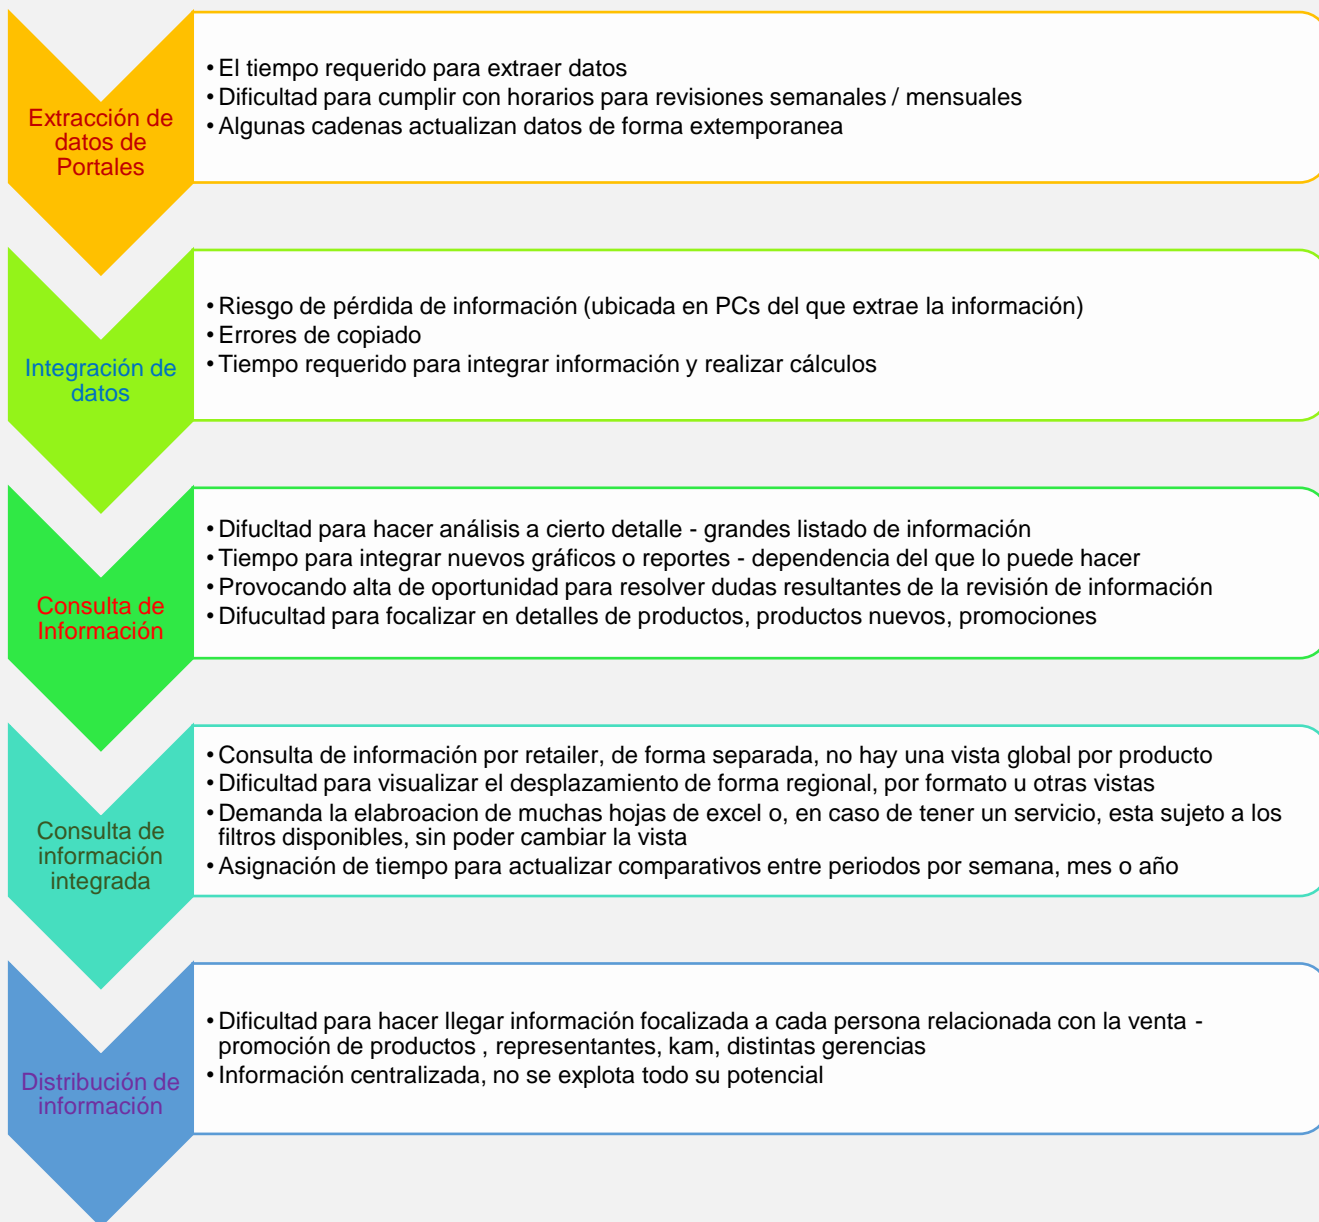 Extracción de
datos de
Portales
• El tiempo requerido para extraer datos
• Dificultad para cumplir con horarios para revisiones semanales / mensuales
• Algunas cadenas actualizan datos de forma extemporanea
Integración de
datos
• Riesgo de pérdida de información (ubicada en PCs del que extrae la información)
• Errores de copiado
• Tiempo requerido para integrar información y realizar cálculos
Consulta de
Información
• Difucltad para hacer análisis a cierto detalle - grandes listado de información
• Tiempo para integrar nuevos gráficos o reportes - dependencia del que lo puede hacer
• Provocando alta de oportunidad para resolver dudas resultantes de la revisión de información
• Difucultad para focalizar en detalles de productos, productos nuevos, promociones
Consulta de
información
integrada
• Consulta de información por retailer, de forma separada, no hay una vista global por producto
• Dificultad para visualizar el desplazamiento de forma regional, por formato u otras vistas
• Demanda la elabroacion de muchas hojas de excel o, en caso de tener un servicio, esta sujeto a los
filtros disponibles, sin poder cambiar la vista
• Asignación de tiempo para actualizar comparativos entre periodos por semana, mes o año
Distribución de
información
• Dificultad para hacer llegar información focalizada a cada persona relacionada con la venta -
promoción de productos , representantes, kam, distintas gerencias
• Información centralizada, no se explota todo su potencial